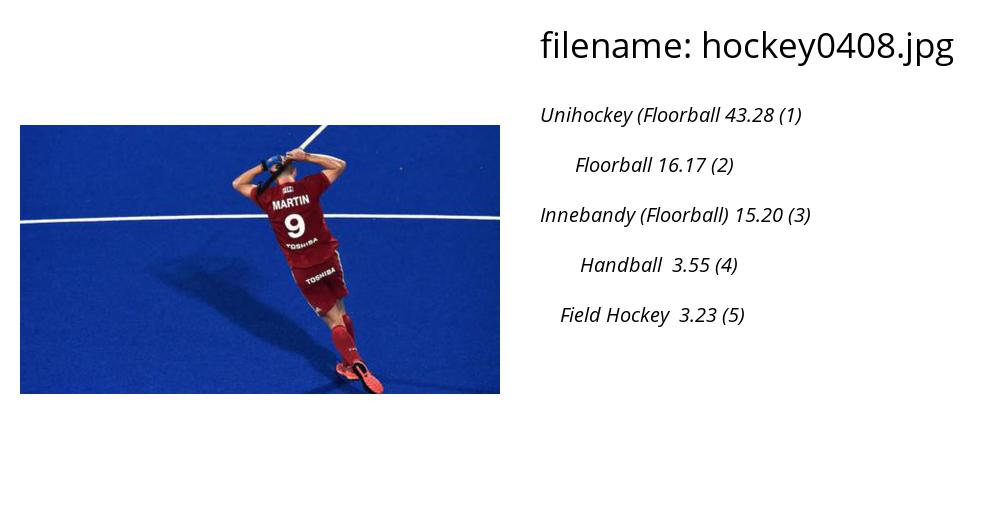 filename: hockey0408.jpg
Unihockey (Floorball 43.28 (1)
Floorball 16.17 (2)
Innebandy (Floorball) 15.20 (3)
Handball 3.55 (4)
Field Hockey 3.23 (5)
MARTIN
9
TOSHIBA
TOSHIBA